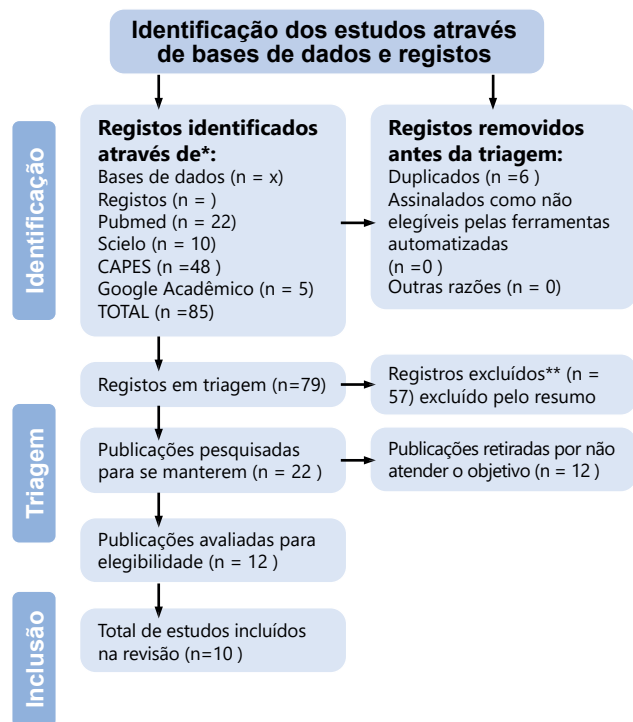 Identificação dos estudos através
de bases de dados e registos
Identificação
Registos identificados
através de*:
Bases de dados (n = x)
Registos (n = )
Pubmed (n = 22)
Scielo (n = 10)
CAPES (n =48 )
Google Acadêmico (n = 5)
TOTAL (n =85)
Registos removidos
antes da triagem:
Duplicados (n =6 )
Assinalados como não
elegíveis pelas ferramentas
automatizadas
(n =0 )
Outras razões (n = 0)
Triagem
Registos em triagem (n=79)
Registros excluídos** (n =
57) excluído pelo resumo
Publicações pesquisadas
para se manterem (n = 22 )
Publicações retiradas por não
atender o objetivo (n = 12 )
Publicações avaliadas para
elegibilidade (n = 12 )
Inclusão
Total de estudos incluídos
na revisão (n=10 )